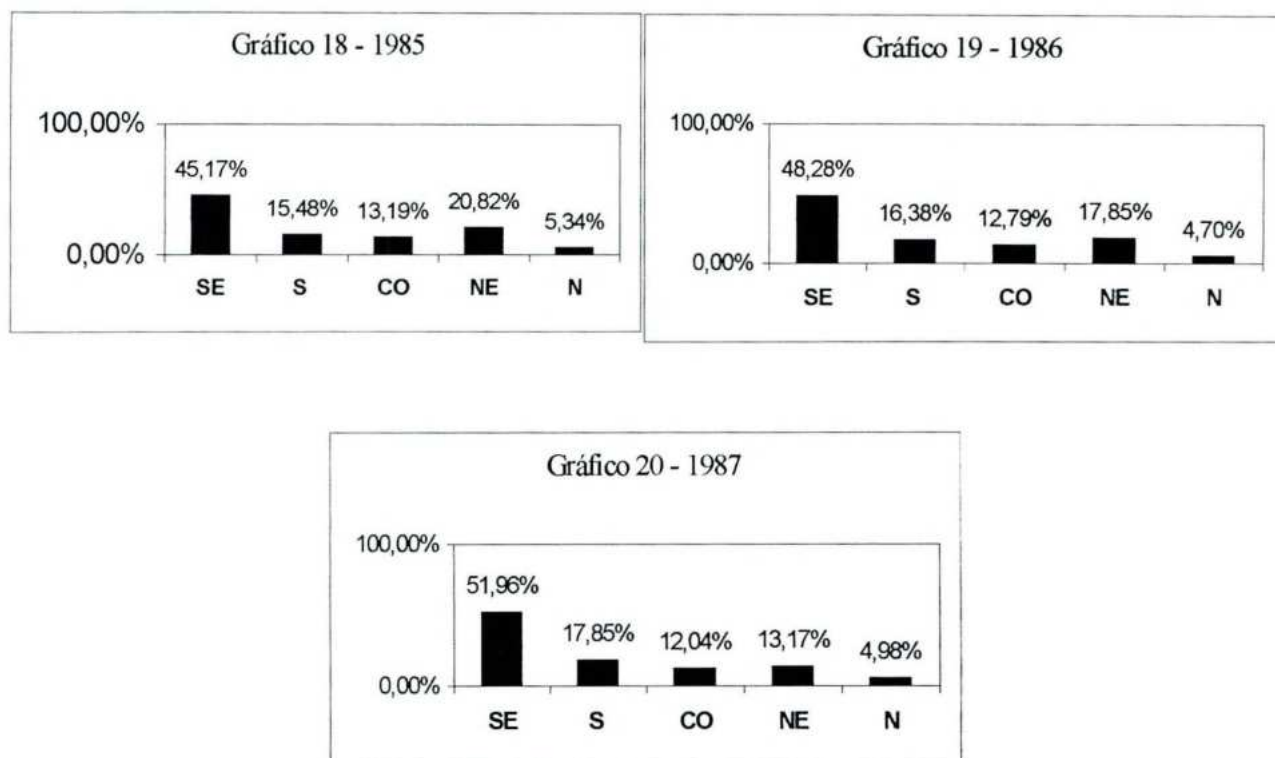 Gráfico 18 - 1985
100,00%
45,17% 15,48% 13,19% 20,82% 5,34%
0,00%
SE S CO NE N
Gráfico 19 - 1986
100,00%
48,28% 16,38% 12,79% 17,85% 4,70%
0,00%
SE S CO NE N
Gráfico 20 - 1987
100,00%
51,96% 17,85% 12,04% 13,17% 4,98%
0,00%
SE S CO NE N